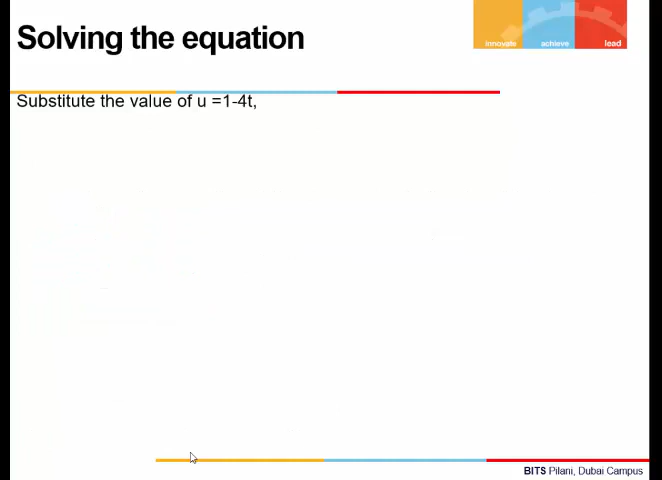 Solving the equation
innovate achieve lead
Substitute the value of u =1-4t,
BITS Pilani, Dubai Campus